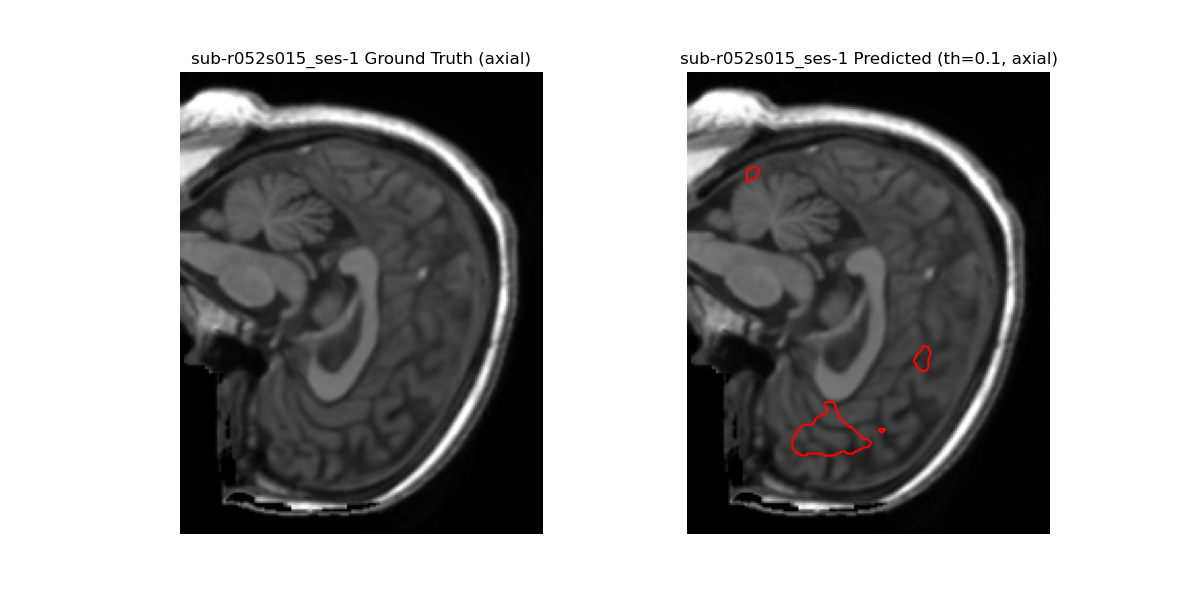 sub-r052s015_ses-1 Ground Truth (axial)
sub-r052s015_ses-1 Predicted (th=0.1, axial)